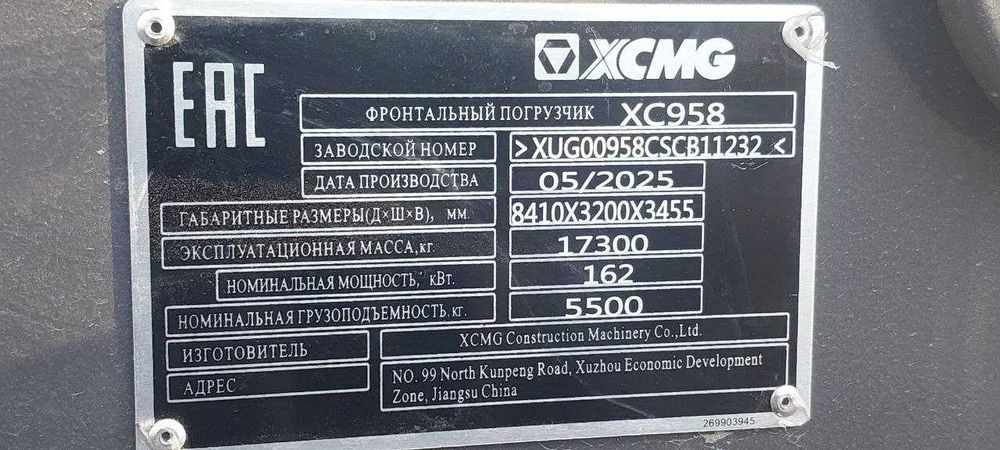 EAC
XCMG
ФРОНТАЛЬНЫЙ ПОГРУЗЧИК XC958
ЗАВОДСКОЙ НОМЕР >XUG00958CSCB11232<
ДАТА ПРОИЗВОДСТВА 05/2025
ГАБАРИТНЫЕ РАЗМЕРЫ(Д×Ш×В), мм. 8410X3200X3455
ЭКСПЛУАТАЦИОННАЯ МАССА,кг. 17300
НОМИНАЛЬНАЯ МОЩНОСТЬ, кВт. 162
НОМИНАЛЬНАЯ ГРУЗОПОДЪЕМНОСТЬ, кг. 5500
ИЗГОТОВИТЕЛЬ XCMG Construction Machinery Co.,Ltd.
АДРЕС NO. 99 North Kunpeng Road, Xuzhou Economic Development
Zone, Jiangsu China
269903945